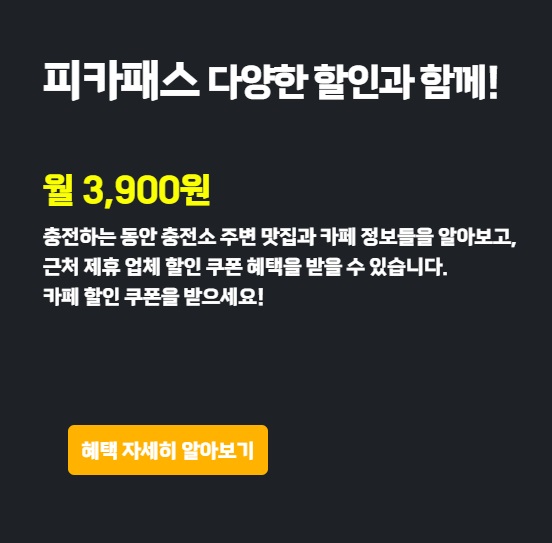 피카패스 다양한 할인과 함께!
월 3,900원
충전하는 동안 충전소 주변 맛집과 카페 정보들을 알아보고,
근처 제휴 업체 할인 쿠폰 혜택을 받을 수 있습니다.
카페 할인 쿠폰을 받으세요!
혜택 자세히 알아보기